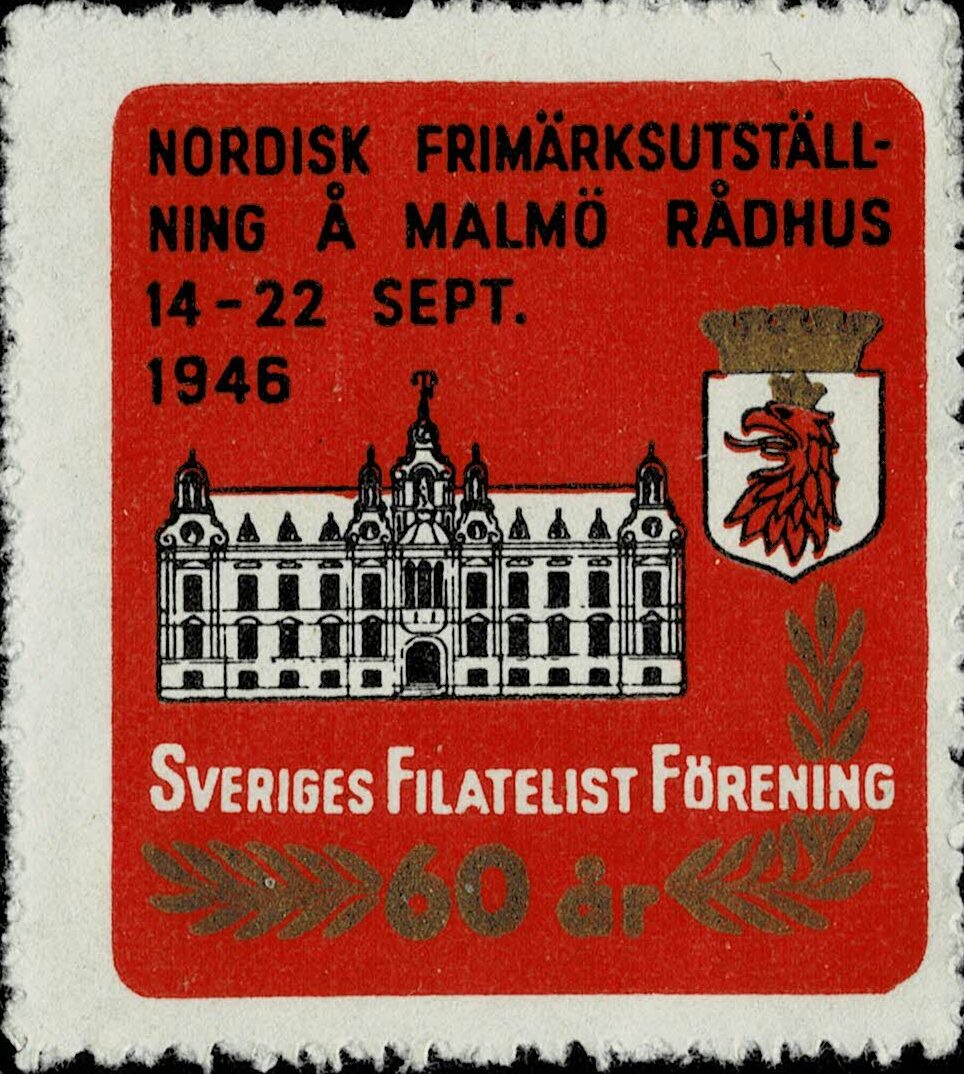 NORDISK FRIMÄRKSUTSTÄLL-
NING Å MALMÖ RÅDHUS
14-22 SEPT.
1946
SVERIGES FILATELIST FÖRENING
60 år